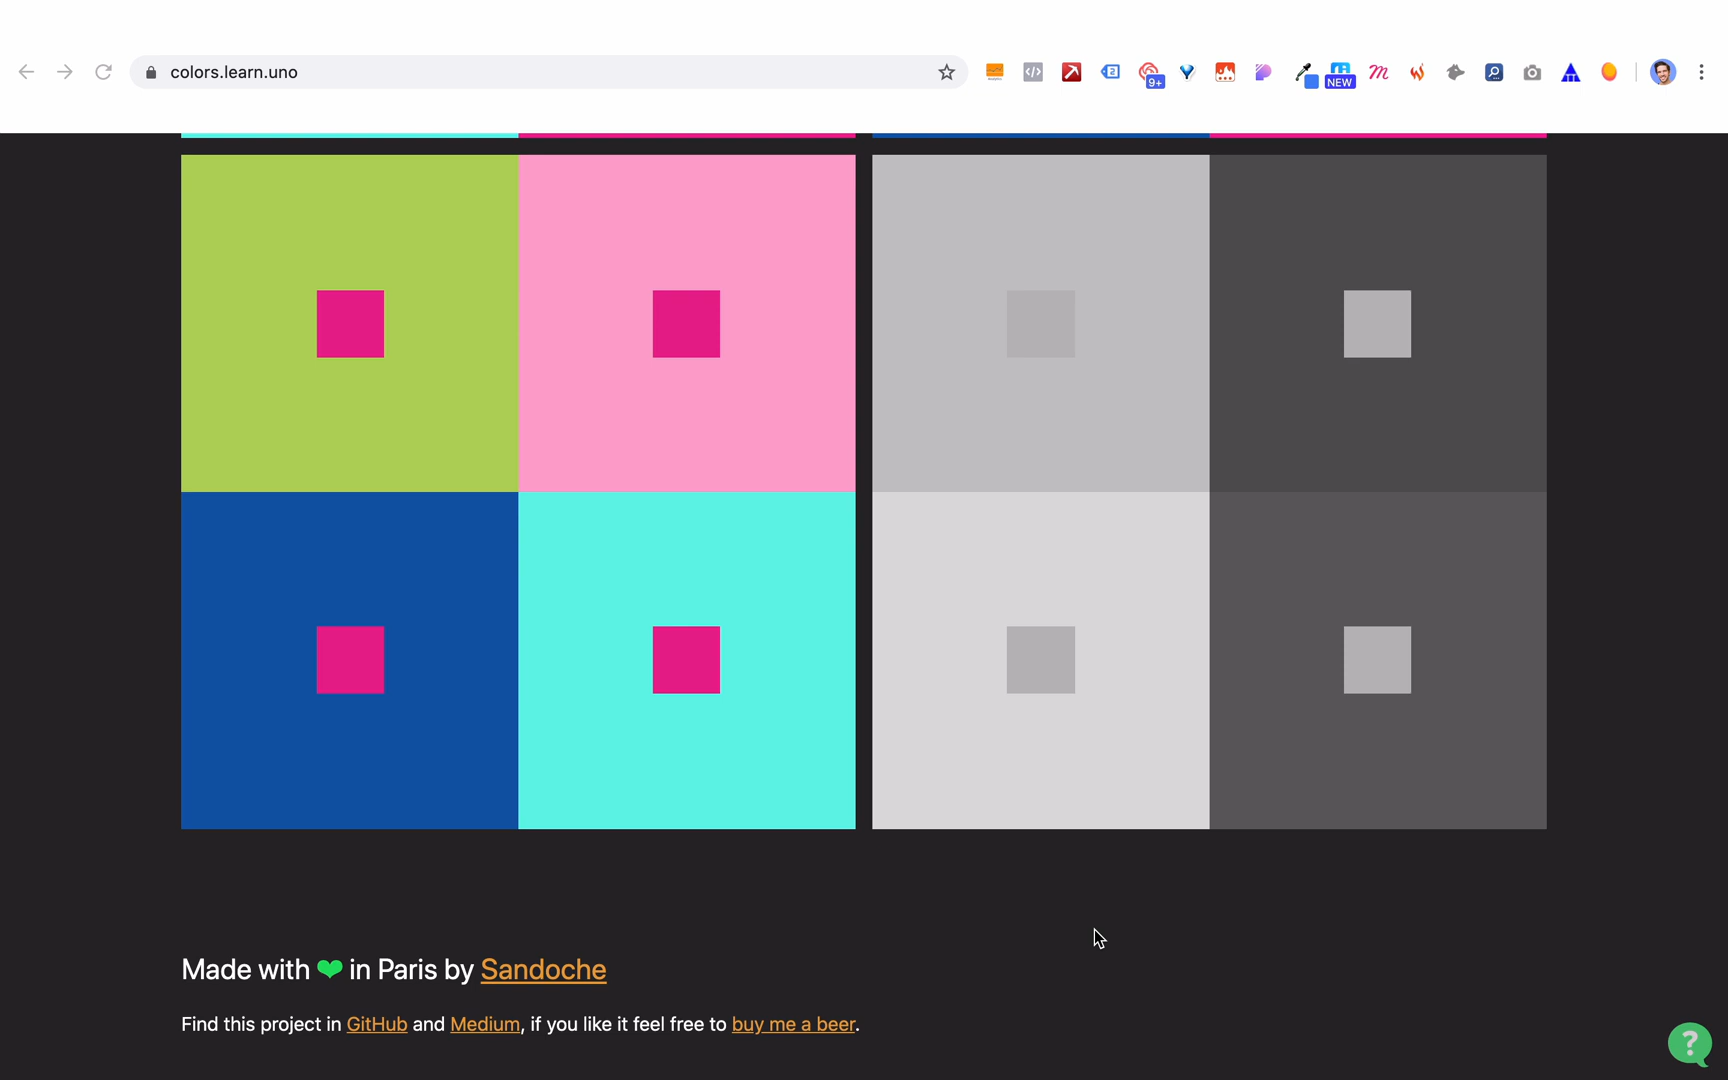 colors.learn.uno
9+
NEW
Made with ❤ in Paris by Sandoche
Find this project in GitHub and Medium, if you like it feel free to buy me a beer.
?